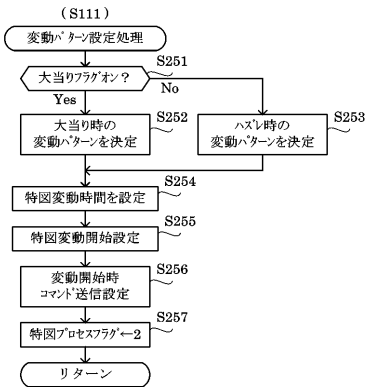 (S111)
変動パターン設定処理
S251
大当りフラグオン？
No
Yes
S252
大当り時の
変動パターンを決定
S253
ハズレ時の
変動パターンを決定
S254
特図変動時間を設定
S255
特図変動開始設定
S256
変動開始時
コマンド送信設定
S257
特図プロセスフラグ←2
リターン